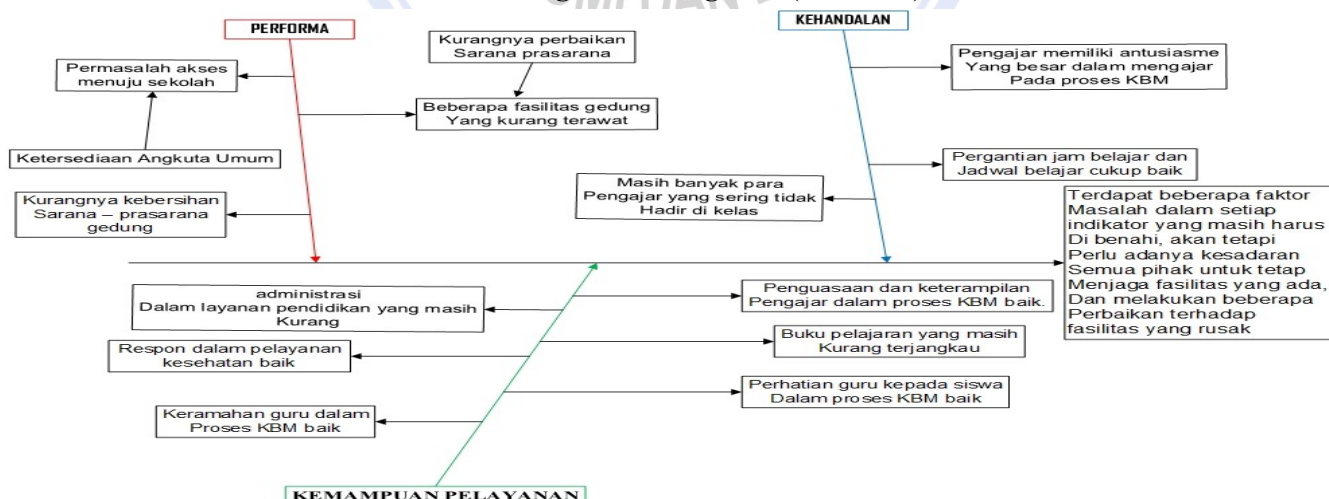 PERFORMA
KEHANDALAN
Kurangnya perbaikan
Sarana prasarana
Permasalah akses
menuju sekolah
Beberapa fasilitas gedung
Yang kurang terawat
Ketersediaan Angkuta Umum
Kurangnya kebersihan
Sarana – prasarana
gedung
Pengajar memiliki antusiasme
Yang besar dalam mengajar
Pada proses KBM
Pergantian jam belajar dan
Jadwal belajar cukup baik
Masih banyak para
Pengajar yang sering tidak
Hadir di kelas
Terdapat beberapa faktor
Masalah dalam setiap
indikator yang masih harus
Di benahi, akan tetapi
Perlu adanya kesadaran
Semua pihak untuk tetap
Menjaga fasilitas yang ada,
Dan melakukan beberapa
Perbaikan terhadap
fasilitas yang rusak
administrasi
Dalam layanan pendidikan yang masih
Kurang
Penguasaan dan keterampilan
Pengajar dalam proses KBM baik.
Respon dalam pelayanan
kesehatan baik
Buku pelajaran yang masih
Kurang terjangkau
Keramahan guru dalam
Proses KBM baik
Perhatian guru kepada siswa
Dalam proses KBM baik
KEMAMPUAN PELAYANAN